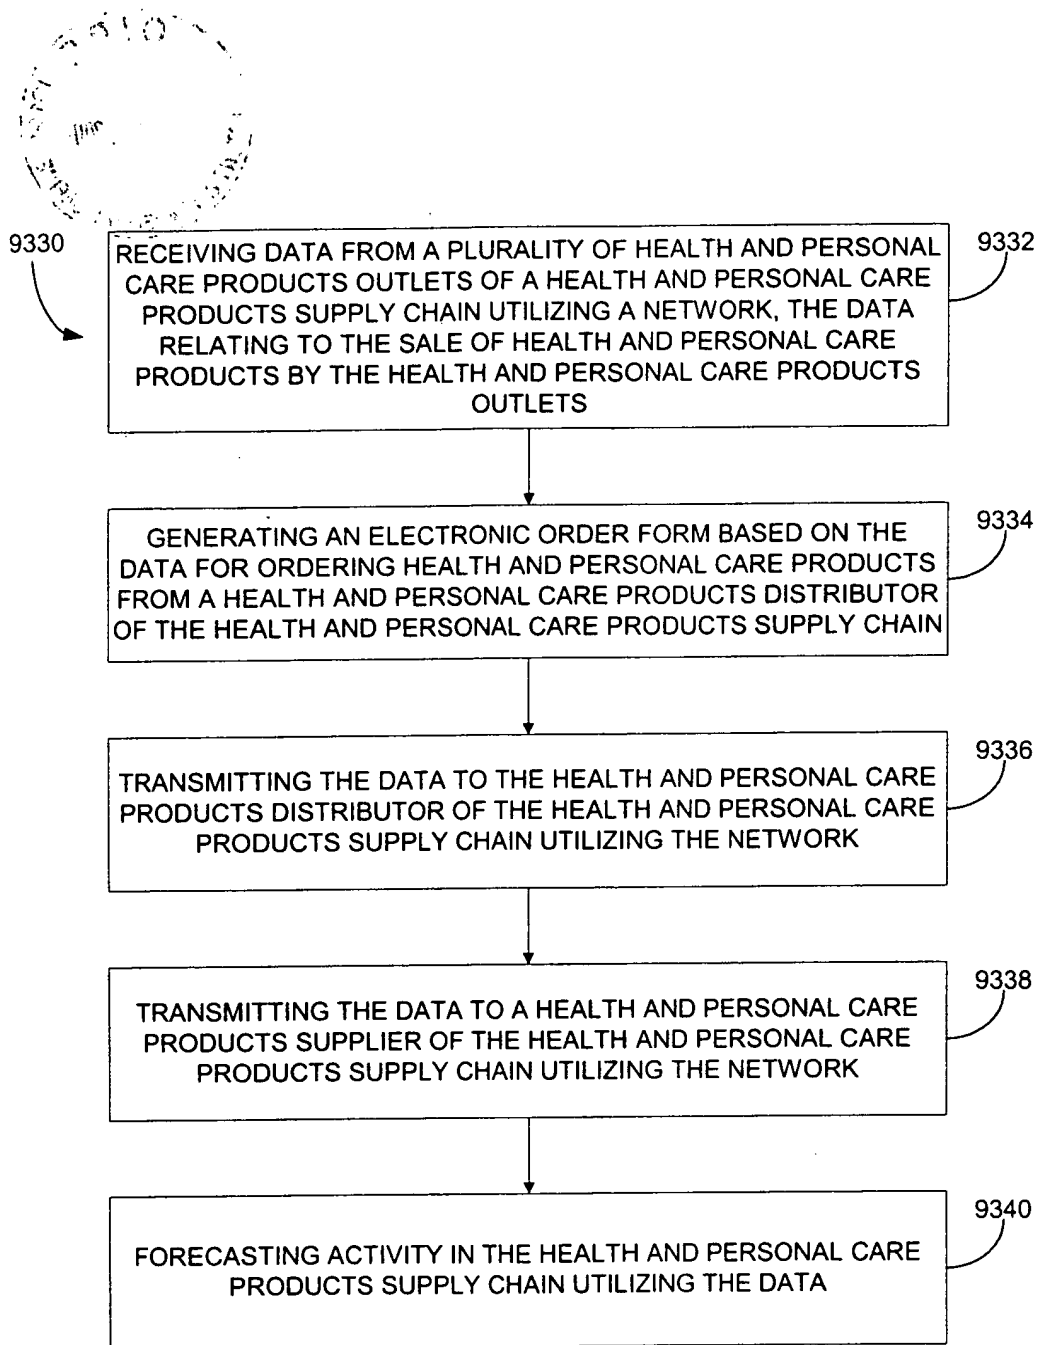 9330
RECEIVING DATA FROM A PLURALITY OF HEALTH AND PERSONAL
CARE PRODUCTS OUTLETS OF A HEALTH AND PERSONAL CARE
PRODUCTS SUPPLY CHAIN UTILIZING A NETWORK, THE DATA
RELATING TO THE SALE OF HEALTH AND PERSONAL CARE
PRODUCTS BY THE HEALTH AND PERSONAL CARE PRODUCTS
OUTLETS
9332
GENERATING AN ELECTRONIC ORDER FORM BASED ON THE
DATA FOR ORDERING HEALTH AND PERSONAL CARE PRODUCTS
FROM A HEALTH AND PERSONAL CARE PRODUCTS DISTRIBUTOR
OF THE HEALTH AND PERSONAL CARE PRODUCTS SUPPLY CHAIN
9334
TRANSMITTING THE DATA TO THE HEALTH AND PERSONAL CARE
PRODUCTS DISTRIBUTOR OF THE HEALTH AND PERSONAL CARE
PRODUCTS SUPPLY CHAIN UTILIZING THE NETWORK
9336
TRANSMITTING THE DATA TO A HEALTH AND PERSONAL CARE
PRODUCTS SUPPLIER OF THE HEALTH AND PERSONAL CARE
PRODUCTS SUPPLY CHAIN UTILIZING THE NETWORK
9338
FORECASTING ACTIVITY IN THE HEALTH AND PERSONAL CARE
PRODUCTS SUPPLY CHAIN UTILIZING THE DATA
9340